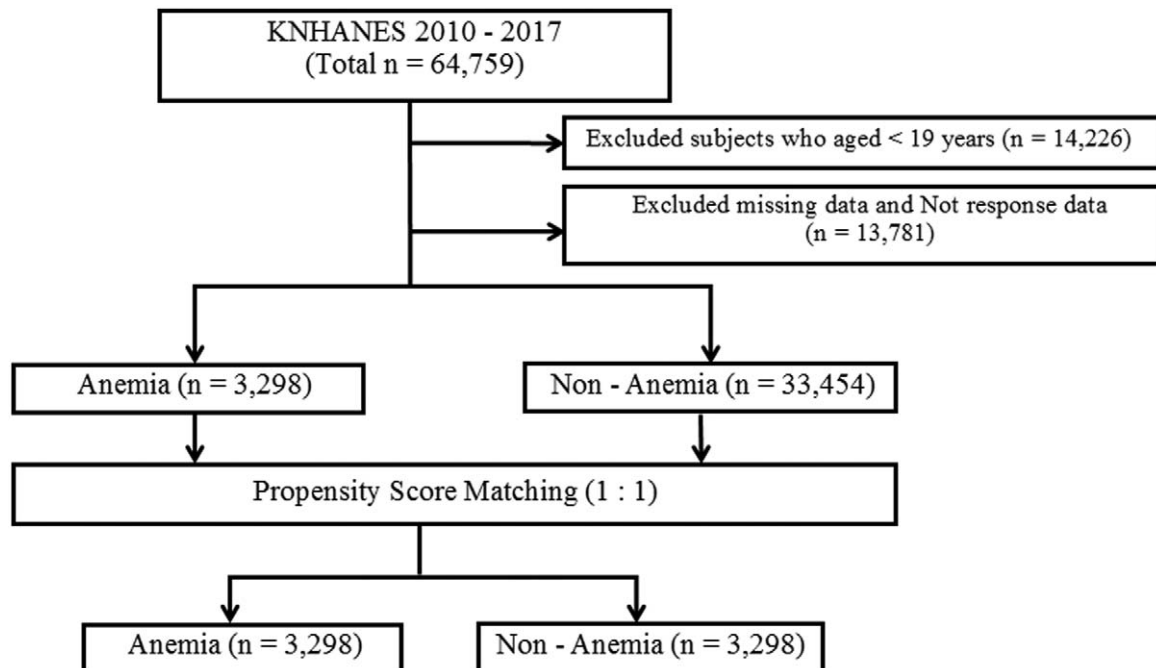 KNHANES 2010 - 2017
(Total n = 64,759)
Excluded subjects who aged < 19 years (n = 14,226)
Excluded missing data and Not response data
(n = 13,781)
Anemia (n = 3,298)
Non - Anemia (n = 33,454)
Propensity Score Matching (1 : 1)
Anemia (n = 3,298)
Non - Anemia (n = 3,298)